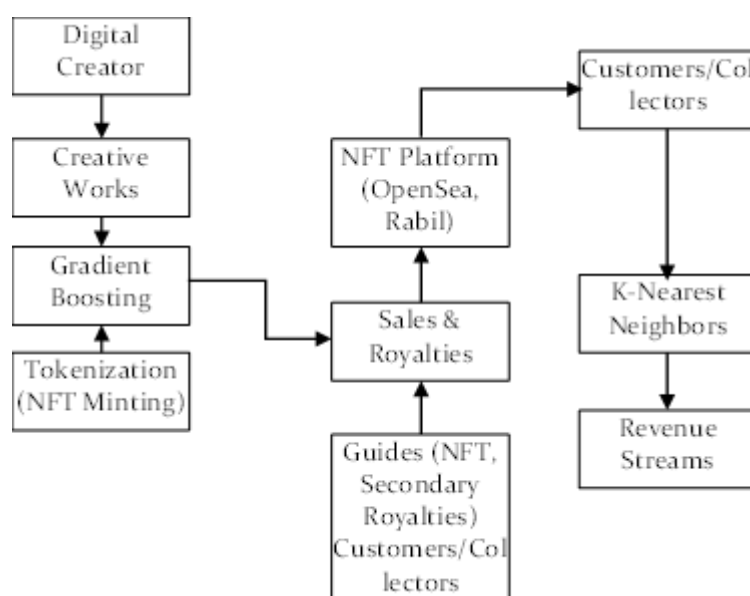 Digital
Creator
Creative
Works
Gradient
Boosting
Tokenization
(NFT Minting)
NFT Platform
(OpenSea,
Rabil)
Sales &
Royalties
Guides (NFT,
Secondary
Royalties)
Customers/Col
lectors
Customers/Col
lectors
K-Nearest
Neighbors
Revenue
Streams